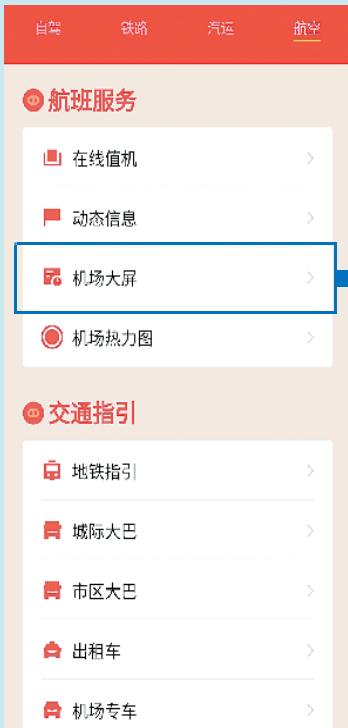 自驾 铁路 汽运 航空
航班服务
在线值机
动态信息
机场大屏
机场热力图
交通指引
地铁指引
城际大巴
市区大巴
出租车
机场专车